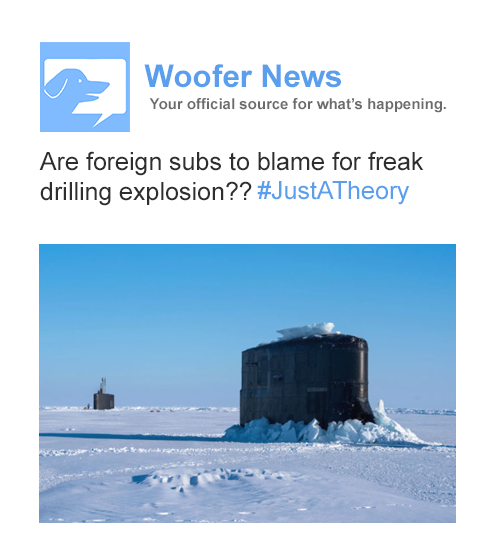 Woofer News
Your official source for what's happening.
Are foreign subs to blame for freak
drilling explosion?? #JustATheory